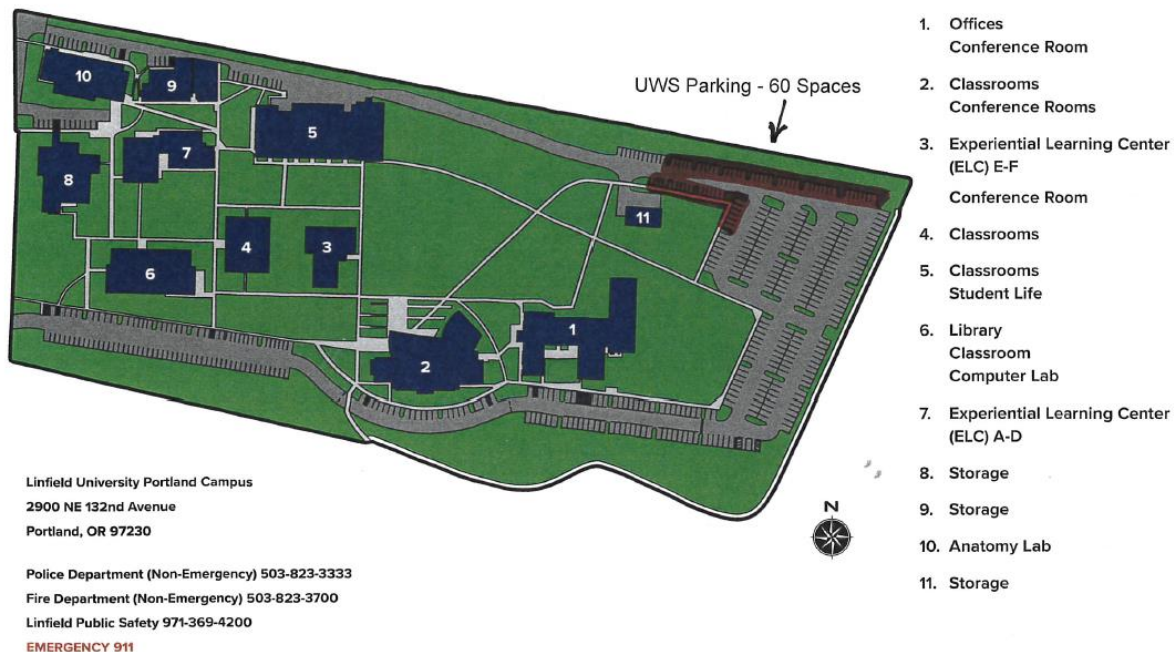 UWS Parking - 60 Spaces
10
9
5
7
8
11
4
3
6
1
2
1. Offices
Conference Room
2. Classrooms
Conference Rooms
3. Experiential Learning Center
(ELC) E-F
Conference Room
4. Classrooms
5. Classrooms
Student Life
6. Library
Classroom
Computer Lab
7. Experiential Learning Center
(ELC) A-D
8. Storage
9. Storage
10. Anatomy Lab
11. Storage
N
Linfield University Portland Campus
2900 NE 132nd Avenue
Portland, OR 97230
Police Department (Non-Emergency) 503-823-3333
Fire Department (Non-Emergency) 503-823-3700
Linfield Public Safety 971-369-4200
EMERGENCY 911